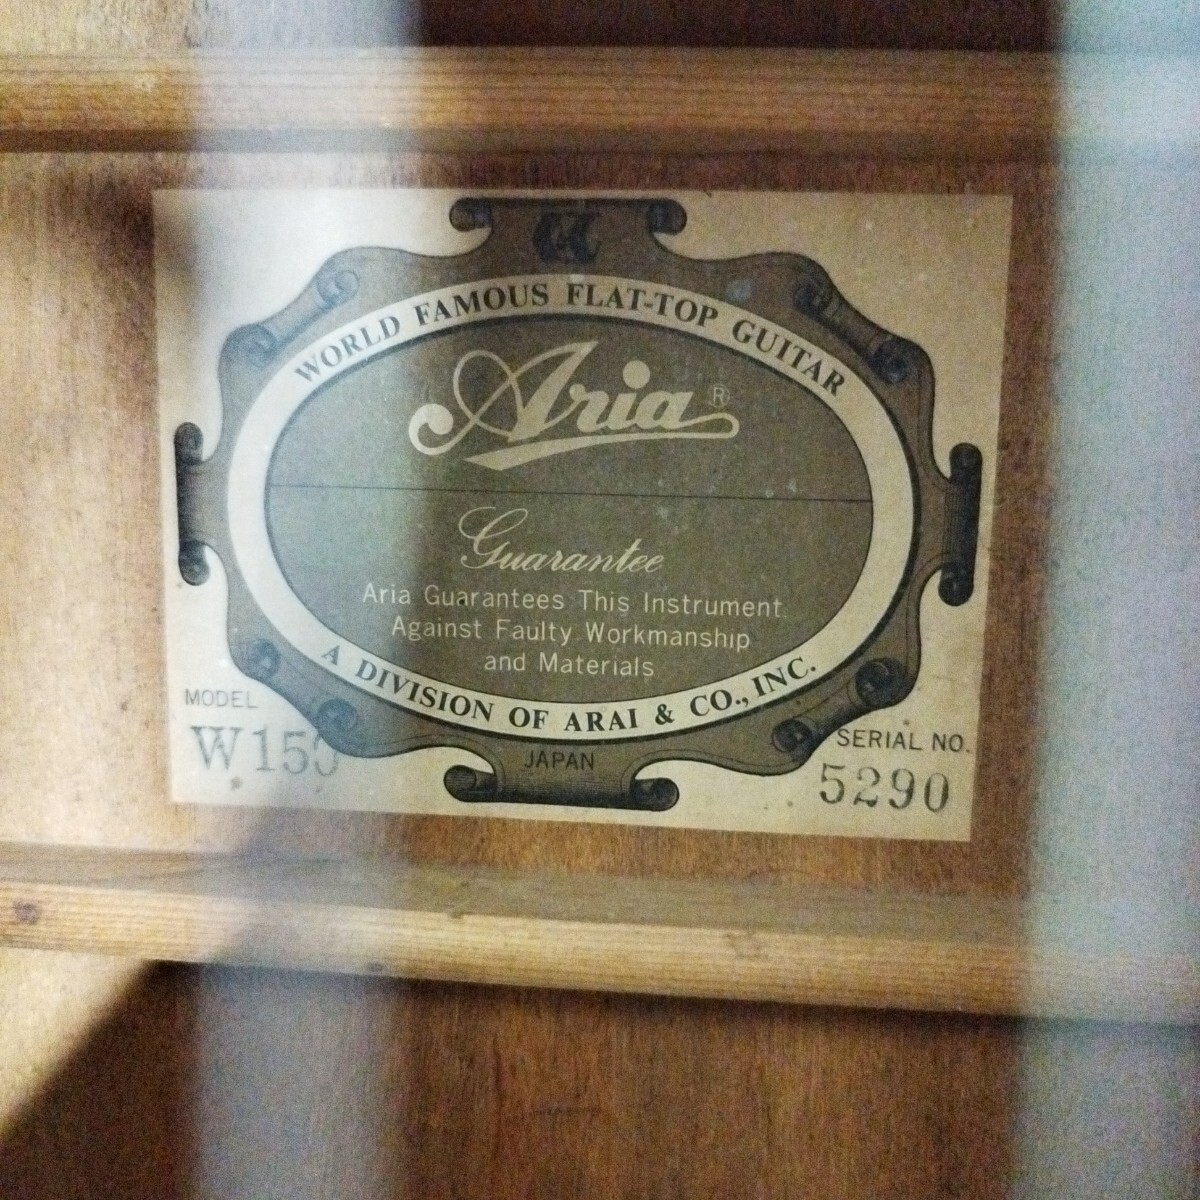 WORLD FAMOUS FLAT-TOP GUITAR
Aria ®
Guarantee
Aria Guarantees This Instrument
Against Faulty Workmanship
and Materials
A DIVISION OF ARAI & CO., INC.
JAPAN
MODEL
W150
SERIAL NO.
5290